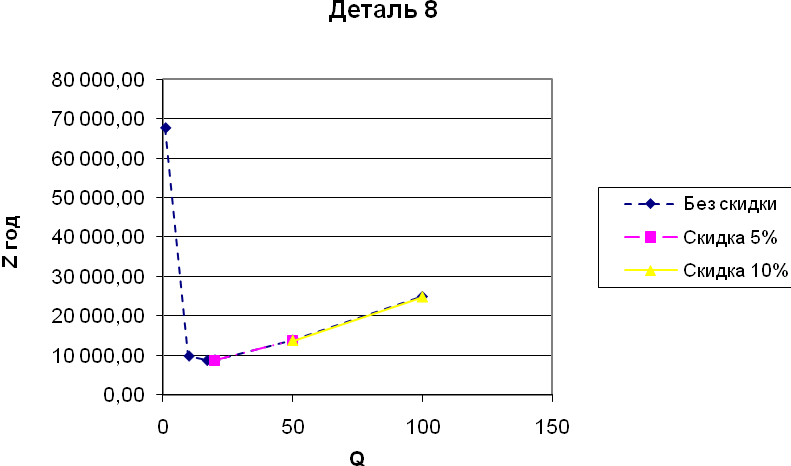 Деталь 8
80 000,00
70 000,00
60 000,00
50 000,00
40 000,00
30 000,00
20 000,00
10 000,00
0,00
Z год
0
50
100
150
Q
Без скидки
Скидка 5%
Скидка 10%